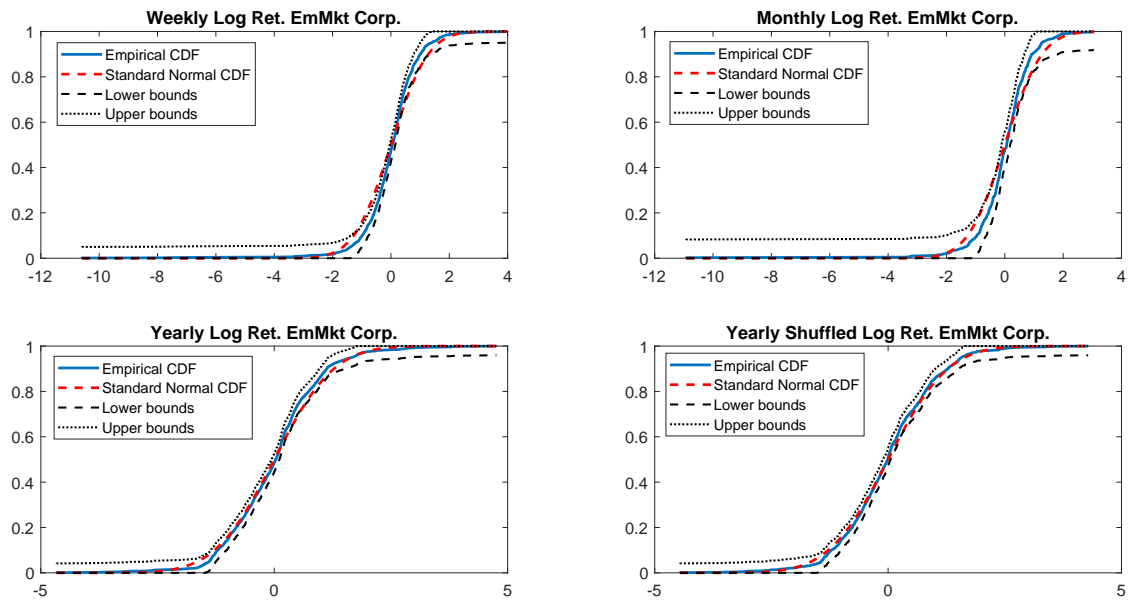 Weekly Log Ret. EmMkt Corp.
1
0.8
0.6
0.4
0.2
0
Empirical CDF
Standard Normal CDF
Lower bounds
Upper bounds
-12 -10 -8 -6 -4 -2 0 2 4
Monthly Log Ret. EmMkt Corp.
1
0.8
0.6
0.4
0.2
0
Empirical CDF
Standard Normal CDF
Lower bounds
Upper bounds
-12 -10 -8 -6 -4 -2 0 2 4
Yearly Log Ret. EmMkt Corp.
1
0.8
0.6
0.4
0.2
0
Empirical CDF
Standard Normal CDF
Lower bounds
Upper bounds
-5 0 5
Yearly Shuffled Log Ret. EmMkt Corp.
1
0.8
0.6
0.4
0.2
0
Empirical CDF
Standard Normal CDF
Lower bounds
Upper bounds
-5 0 5